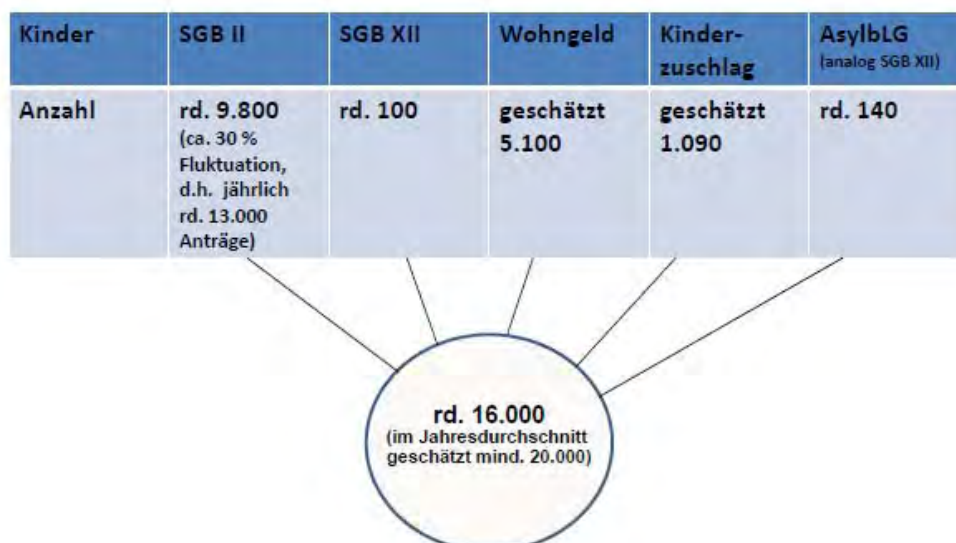 Kinder
SGB II
SGB XII
Wohngeld
Kinder-
zuschlag
AsylbLG
(analog SGB XII)
Anzahl
rd. 9.800
(ca. 30 %
Fluktuation,
d.h. jährlich
rd. 13.000
Anträge)
rd. 100
geschätzt
5.100
geschätzt
1.090
rd. 140
rd. 16.000
(im Jahresdurchschnitt
geschätzt mind. 20.000)